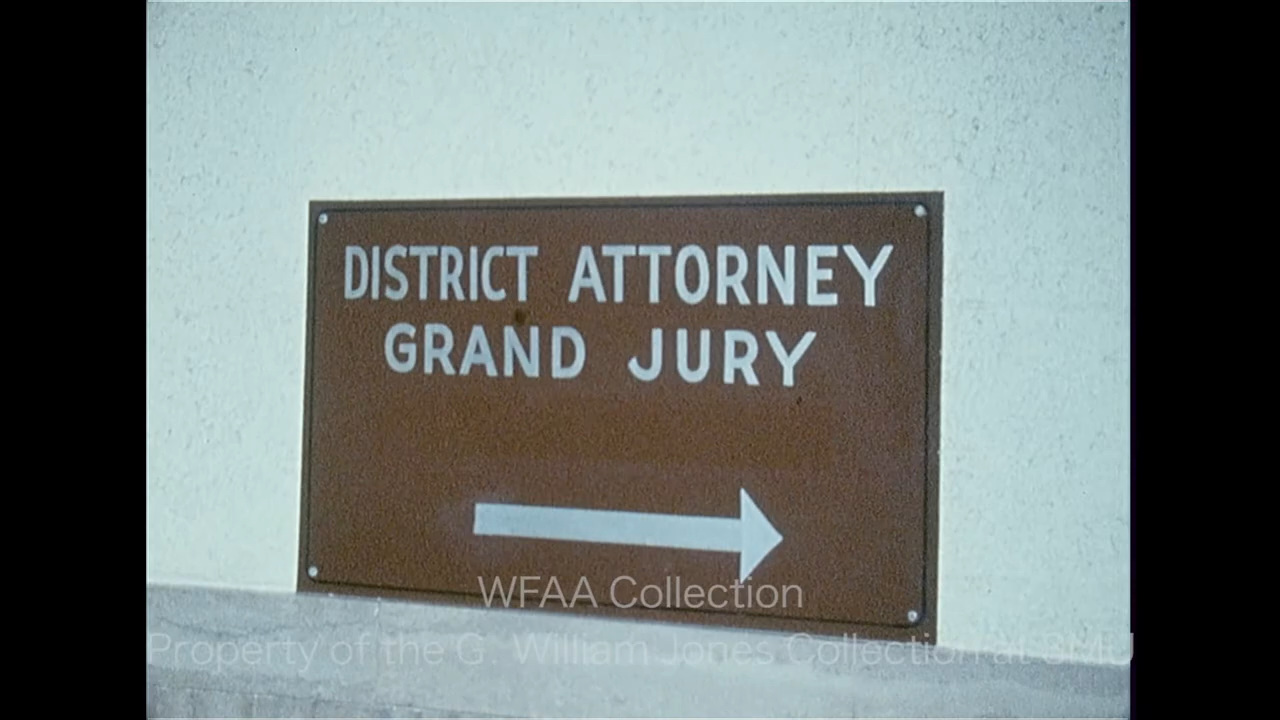 DISTRICT ATTORNEY
GRAND JURY
WFAA Collection
Property of the G. William Jones Collection at SMU